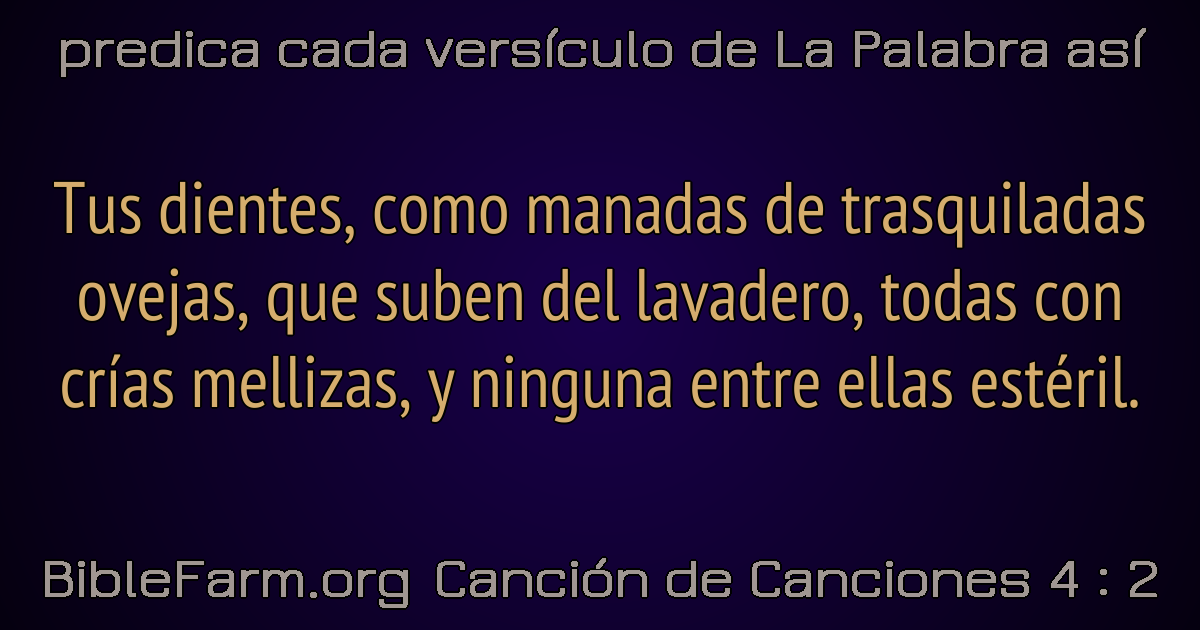 predica cada versículo de La Palabra así
Tus dientes, como manadas de trasquiladas
ovejas, que suben del lavadero, todas con
crías mellizas, y ninguna entre ellas estéril.
BibleFarm.org Canción de Canciones 4 : 2